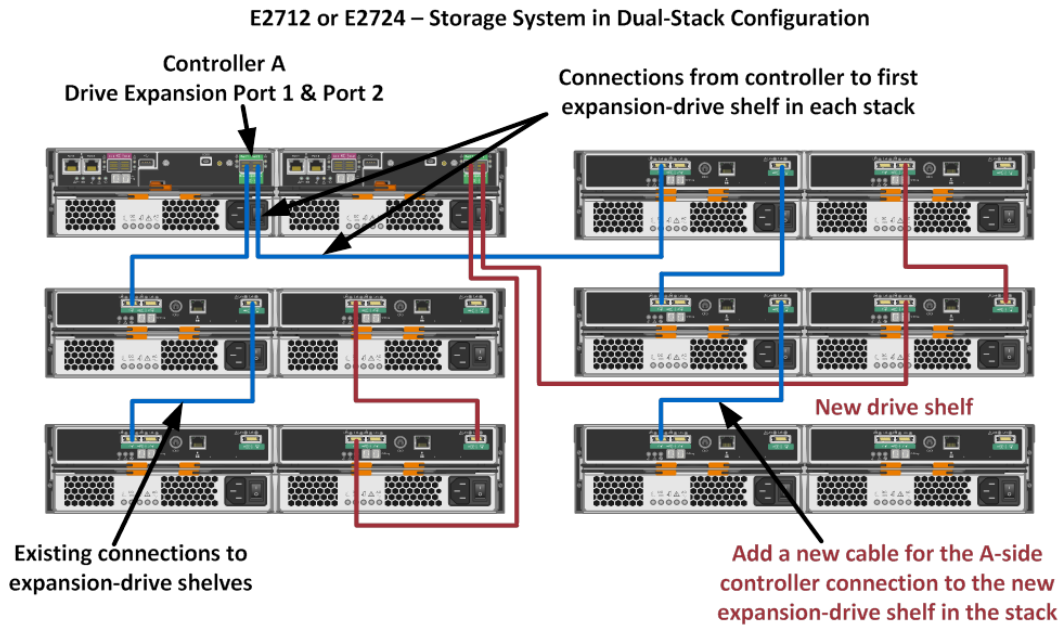 E2712 or E2724 – Storage System in Dual-Stack Configuration
Controller A
Drive Expansion Port 1 & Port 2
Connections from controller to first
expansion-drive shelf in each stack
New drive shelf
Existing connections to
expansion-drive shelves
Add a new cable for the A-side
controller connection to the new
expansion-drive shelf in the stack